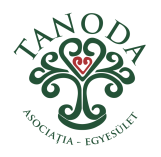 TANODA
ASOCIAȚIA - EGYESÜLET